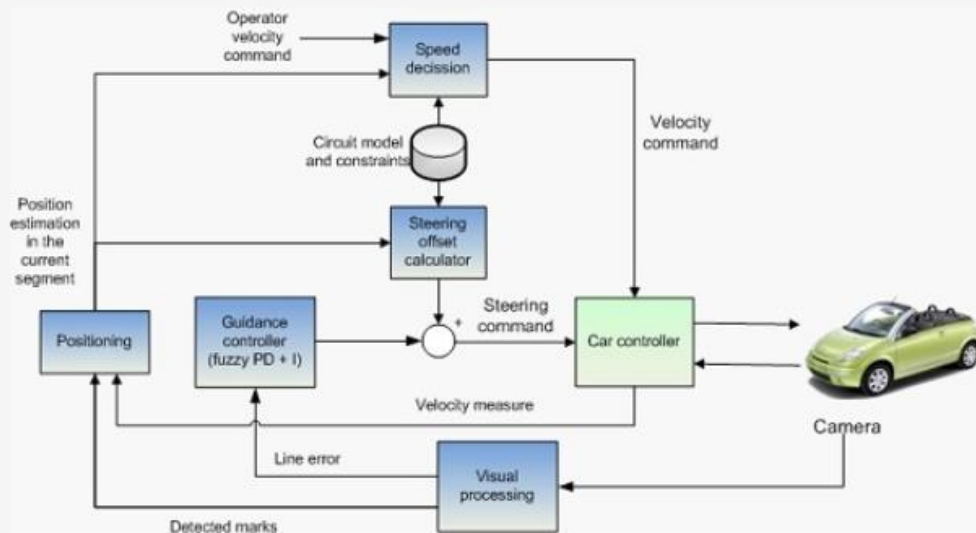 Operator
velocity
command
Speed
decission
Circuit model
and constraints
Velocity
command
Position
estimation
in the
current
segment
Steering
offset
calculator
Positioning
Guidance
controller
(fuzzy PD + I)
+
Steering
command
Car controller
Velocity measure
Camera
Line error
Visual
processing
Detected marks